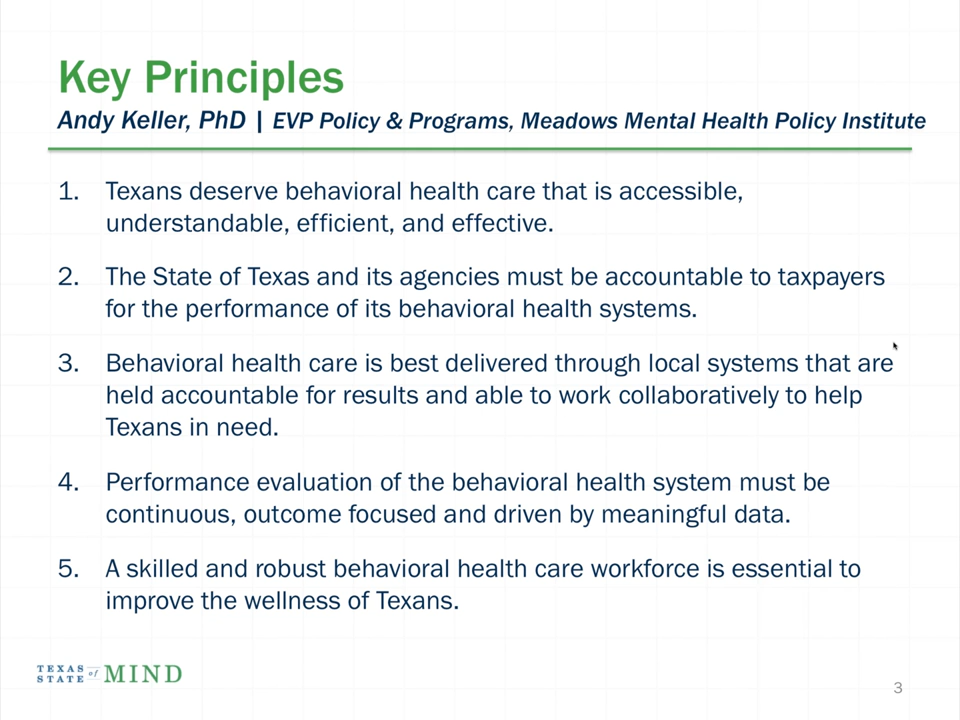 Key Principles
Andy Keller, PhD | EVP Policy & Programs, Meadows Mental Health Policy Institute
1. Texans deserve behavioral health care that is accessible,
understandable, efficient, and effective.
2. The State of Texas and its agencies must be accountable to taxpayers
for the performance of its behavioral health systems.
3. Behavioral health care is best delivered through local systems that are
held accountable for results and able to work collaboratively to help
Texans in need.
4. Performance evaluation of the behavioral health system must be
continuous, outcome focused and driven by meaningful data.
5. A skilled and robust behavioral health care workforce is essential to
improve the wellness of Texans.
TEXAS STATE of MIND
3